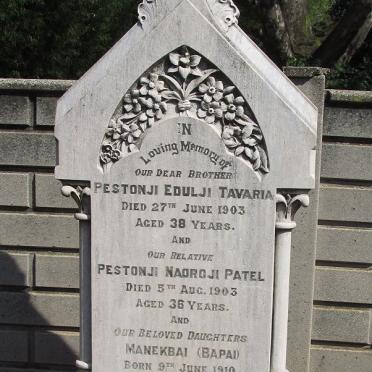 IN
Loving Memory
OF
OUR DEAR BROTHER
PESTONJI EDULJI TAVARIA
DIED 27TH JUNE 1903
AGED 38 YEARS.
AND
OUR RELATIVE
PESTONJI NAOROJI PATEL
DIED 5TH AUG. 1903
AGED 36 YEARS.
AND
OUR BELOVED DAUGHTERS
MANEKBAI (BAPAI)
BORN 9TH JUNE 1910